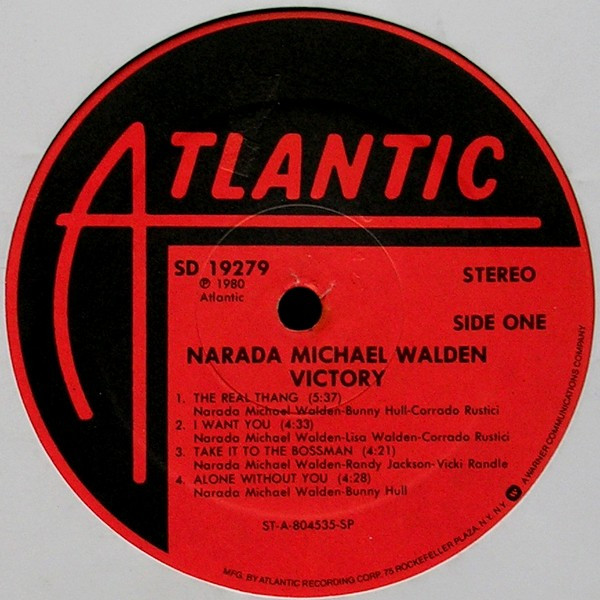 ATLANTIC
SD 19279
STEREO
℗ 1980
Atlantic
SIDE ONE
NARADA MICHAEL WALDEN
VICTORY
1. THE REAL THANG (5:37)
Narada Michael Walden-Bunny Hull-Corrado Rustici
2. I WANT YOU (4:33)
Narada Michael Walden-Lisa Walden-Corrado Rustici
3. TAKE IT TO THE BOSSMAN (4:21)
Narada Michael Walden-Randy Jackson-Vicki Randle
4. ALONE WITHOUT YOU (4:28)
Narada Michael Walden-Bunny Hull
ST-A-804535-SP
MFG. BY ATLANTIC RECORDING CORP. 75 ROCKEFELLER PLAZA, N.Y. N.Y. W A WARNER COMMUNICATIONS COMPANY